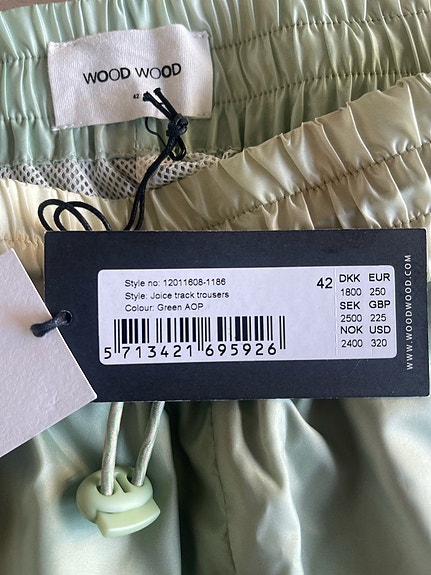 WOOD WOOD
42
Style no: 12011608-1186
Style: Joice track trousers
Colour: Green AOP
5 713421 695926
42
DKK EUR
1800 250
SEK GBP
2500 225
NOK USD
2400 320
WWW.WOODWOOD.COM